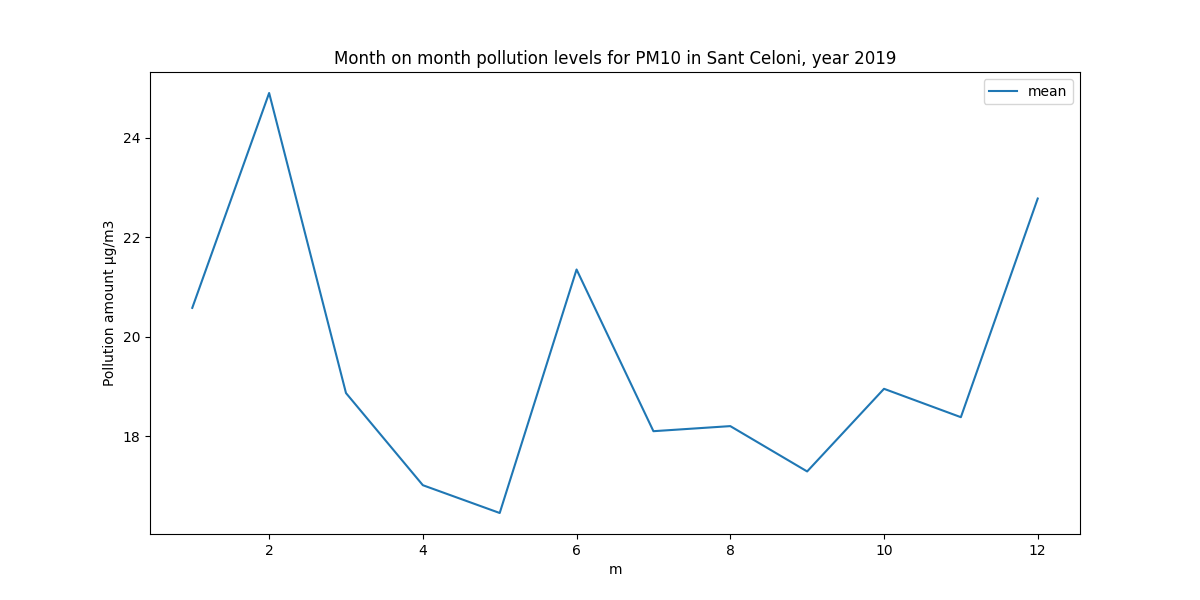 Month on month pollution levels for PM10 in Sant Celoni, year 2019
mean
24
22
20
18
Pollution amount µg/m3
2 4 6 8 10 12
m